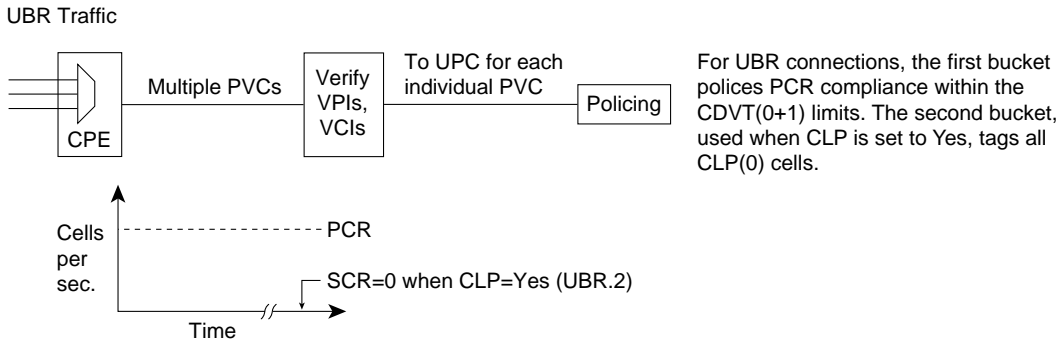 UBR Traffic
CPE
Multiple PVCs
Verify
VPIs,
VCIs
To UPC for each
individual PVC
Policing
For UBR connections, the first bucket
polices PCR compliance within the
CDVT(0+1) limits. The second bucket,
used when CLP is set to Yes, tags all
CLP(0) cells.
Cells
per
sec.
PCR
SCR=0 when CLP=Yes (UBR.2)
Time